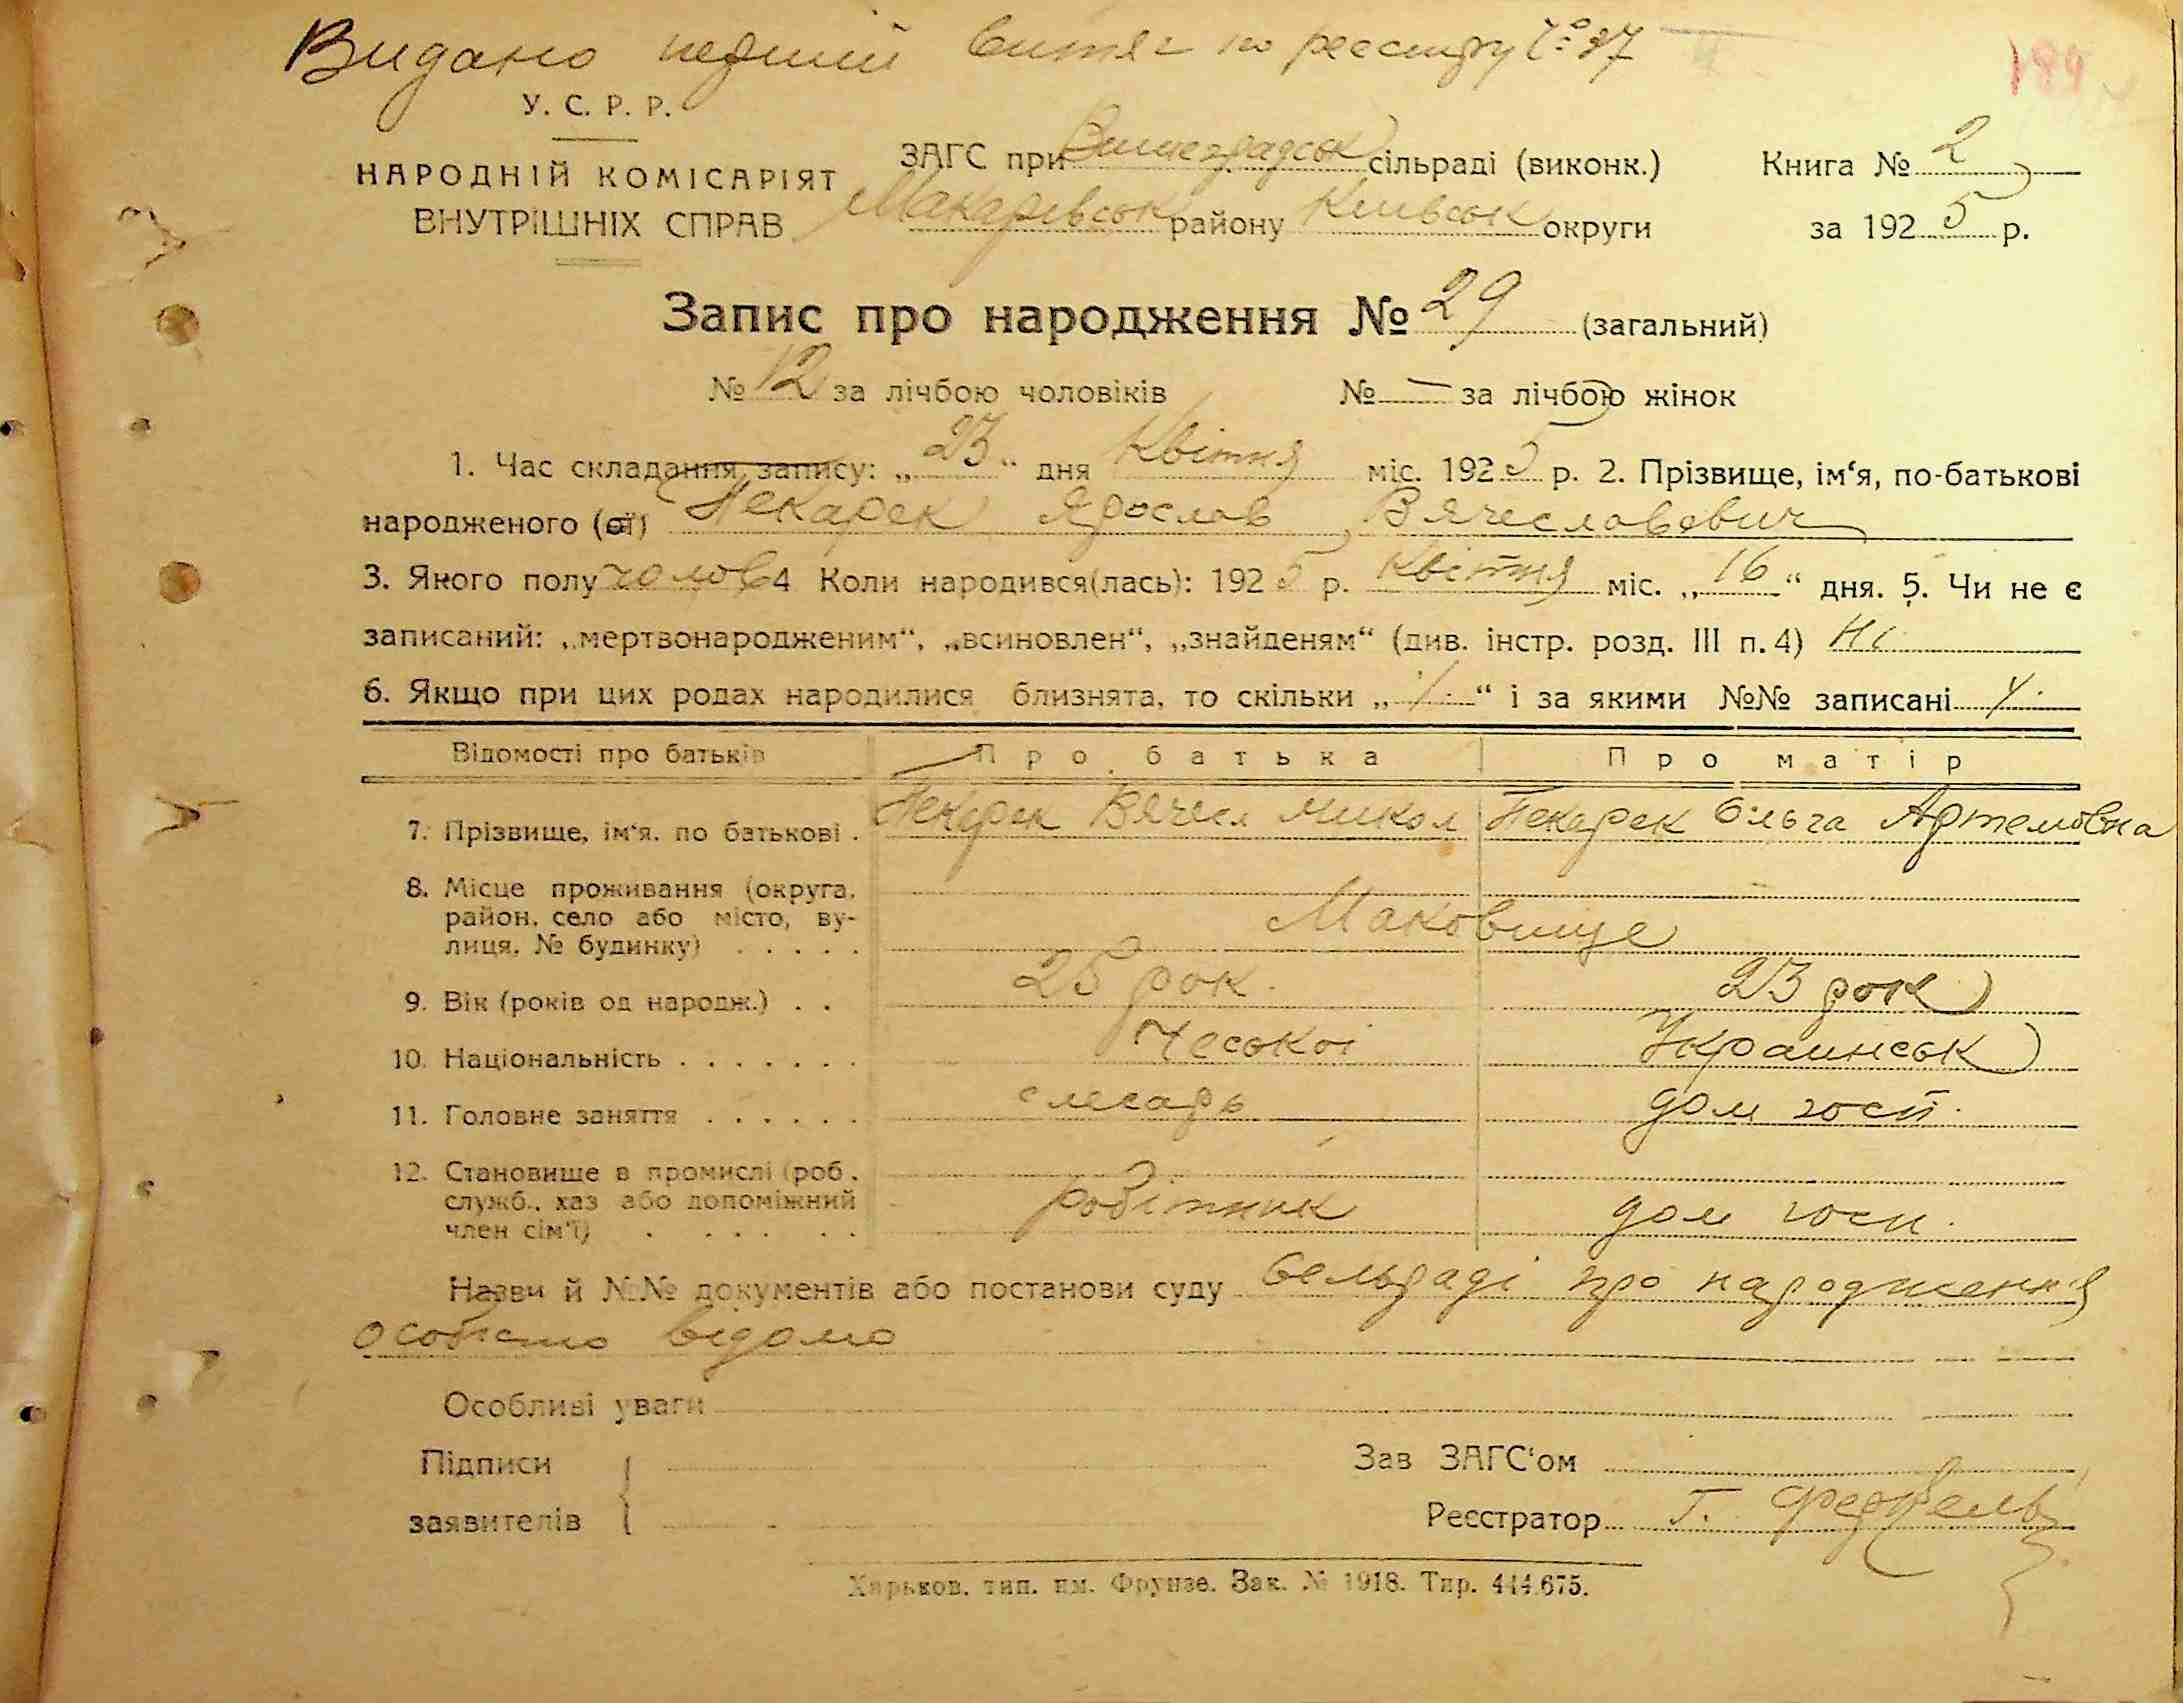 Видано перший витяг по реєстру № 27
У. С. Р. Р.
НАРОДНІЙ КОМІСАРІЯТ
ВНУТРІШНІХ СПРАВ
ЗАГС при сільраді (виконк.)
Макарівськ району Київськ округи
Книга № 2
за 1925 р.
Запис про народження № 29 (загальний)
№ 12 за лічбою чоловіків № — за лічбою жінок
1. Час складання запису: „23“ дня Квітня міс. 1925 р. 2. Прізвище, ім‘я, по-батькові
народженого (ої) Пекарек Ярослав Вячеславович
3. Якого полу чолов 4 Коли народився(лась): 1925 р. Квітня міс. „16“ дня. 5. Чи не є
записаний: „мертвонародженим“, „всиновлен“, „знайденям“ (див. інстр. розд. III п. 4) Ні
6. Якщо при цих родах народилися близнята, то скільки „ “ і за якими №№ записані
Відомості про батьків Про батька Про матір
7. Прізвище, ім‘я, по батькові . Пекарек Вячесл Микол Пекарек Ольга Артемовна
8. Місце проживання (округа,
район, село або місто, ву-
лиця, № будинку) . . . . . Маковище
9. Вік (років од народж.) . . 25 рок. 23 рок
10. Національність . . . . . . . Чеської Украинськ
11. Головне заняття . . . . . . слесарь дом госп.
12. Становище в промислі (роб.,
служб., хаз або допоміжний
член сім‘ї) . . . . . . робітник дом госп.
Назви й №№ документів або постанови суду Сельраді про народження
особисто відомо
Особливі уваги
Підписи
заявителів
Зав ЗАГС‘ом
Реєстратор Г.
Харьков. тип. им. Фрунзе. Зак. № 1918. Тир. 444.675.